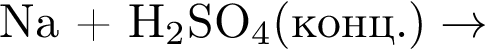 Na + H₂SO₄(конц.) →